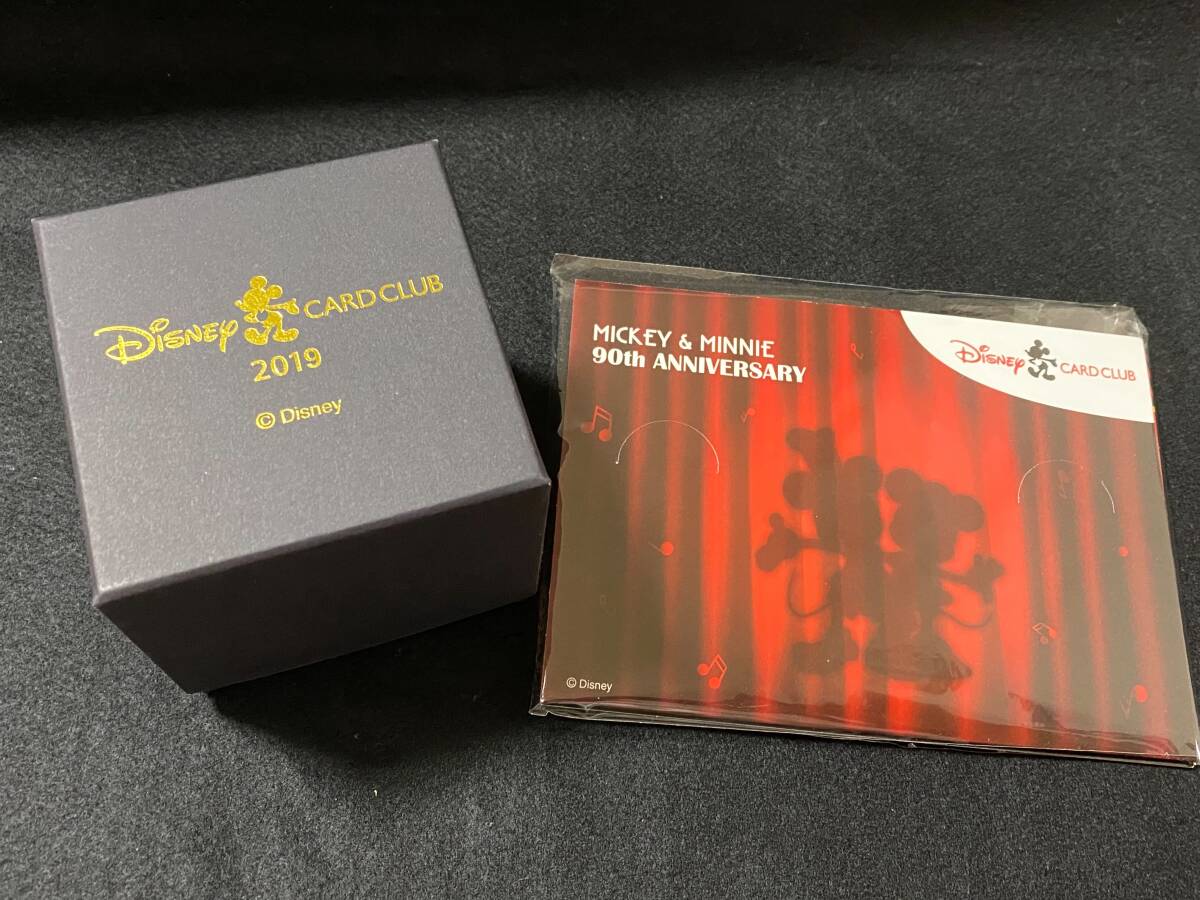 Disney CARD CLUB
2019
© Disney
MICKEY & MINNIE
90th ANNIVERSARY
Disney CARD CLUB
© Disney